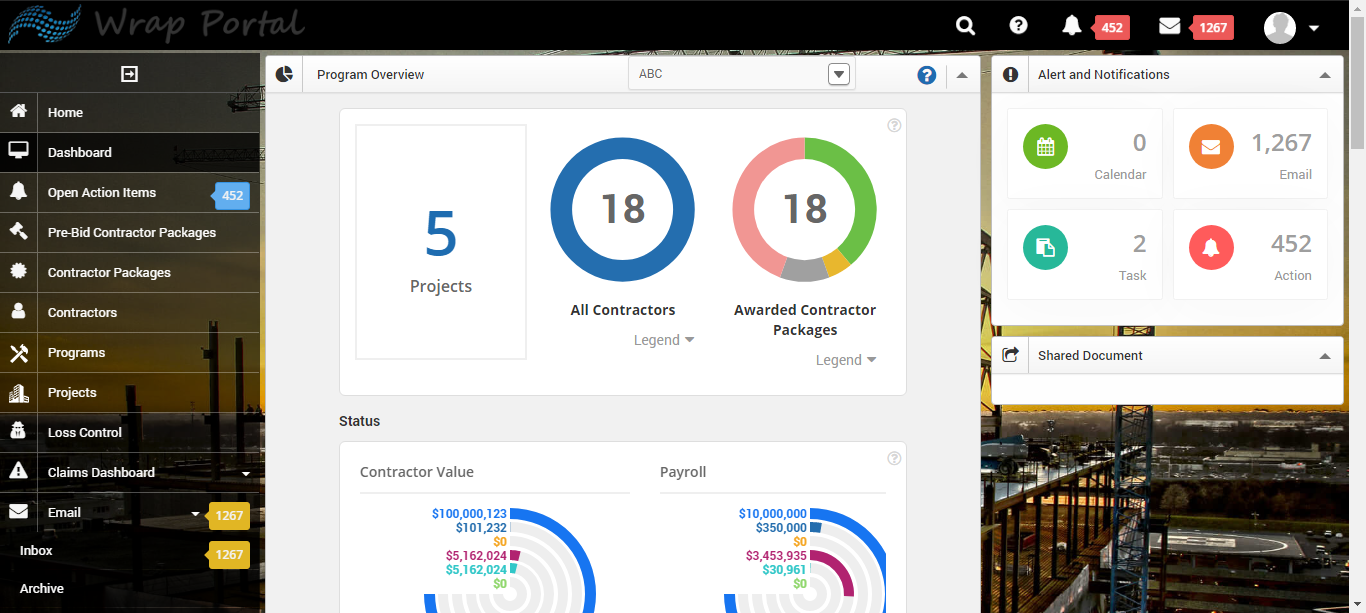 Wrap Portal
452
1267
Home
Dashboard
Open Action Items
452
Pre-Bid Contractor Packages
Contractor Packages
Contractors
Programs
Projects
Loss Control
Claims Dashboard
Email
1267
Inbox
1267
Archive
Program Overview
ABC
5
Projects
18
All Contractors
Legend
18
Awarded Contractor
Packages
Legend
Status
Contractor Value
$100,000,123
$101,232
$0
$5,162,024
$5,162,024
$0
Payroll
$10,000,000
$350,000
$0
$3,453,935
$30,961
$0
Alert and Notifications
0
Calendar
1,267
Email
2
Task
452
Action
Shared Document